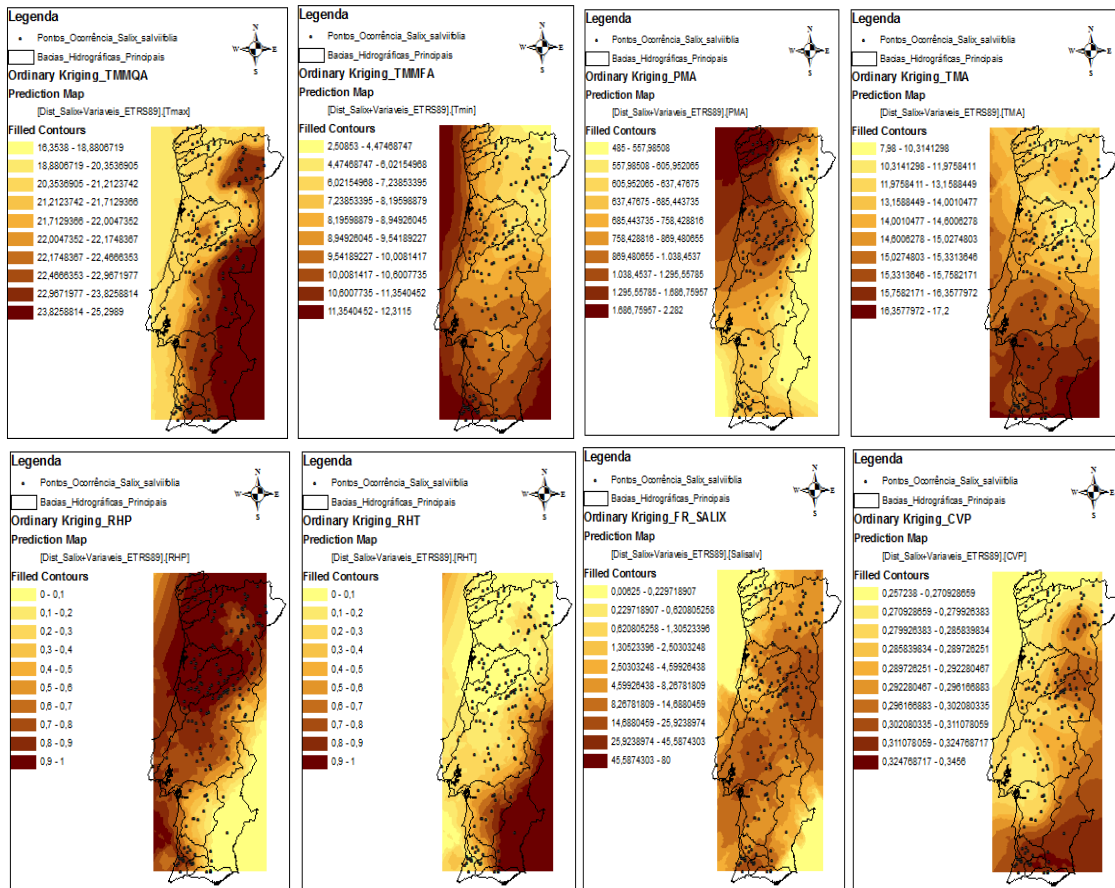 Legenda
Pontos_Ocorrência_Salix_salviifolia
Bacias_Hidrográficas_Principais
Ordinary Kriging_TMMQA
Prediction Map
[Dist_Salix+Variaveis_ETRS89].[Tmax]
Filled Contours
16,3538 - 18,8806719
18,8806719 - 20,3536905
20,3536905 - 21,2123742
21,2123742 - 21,7129366
21,7129366 - 22,0047352
22,0047352 - 22,1748367
22,1748367 - 22,4666353
22,4666353 - 22,9671977
22,9671977 - 23,8258814
23,8258814 - 25,2989
N
W E
S
Legenda
Pontos_Ocorrência_Salix_salviifolia
Bacias_Hidrográficas_Principais
Ordinary Kriging_TMMFA
Prediction Map
[Dist_Salix+Variaveis_ETRS89].[Tmin]
Filled Contours
2,50853 - 4,47468747
4,47468747 - 6,02154968
6,02154968 - 7,23853395
7,23853395 - 8,19598879
8,19598879 - 8,94926045
8,94926045 - 9,54189227
9,54189227 - 10,0081417
10,0081417 - 10,6007735
10,6007735 - 11,3540452
11,3540452 - 12,3115
N
W E
S
Legenda
Pontos_Ocorrência_Salix_salviifolia
Bacias_Hidrográficas_Principais
Ordinary Kriging_PMA
Prediction Map
[Dist_Salix+Variaveis_ETRS89].[PMA]
Filled Contours
485 - 557,98508
557,98508 - 605,952065
605,952065 - 637,47675
637,47675 - 685,443735
685,443735 - 758,428816
758,428816 - 869,480655
869,480655 - 1.038,4537
1.038,4537 - 1.295,55785
1.295,55785 - 1.686,75957
1.686,75957 - 2.282
N
W E
S
Legenda
Pontos_Ocorrência_Salix_salviifolia
Bacias_Hidrográficas_Principais
Ordinary Kriging_TMA
Prediction Map
[Dist_Salix+Variaveis_ETRS89].[TMA]
Filled Contours
7,98 - 10,3141298
10,3141298 - 11,9758411
11,9758411 - 13,1588449
13,1588449 - 14,0010477
14,0010477 - 14,6006278
14,6006278 - 15,0274803
15,0274803 - 15,3313646
15,3313646 - 15,7582171
15,7582171 - 16,3577972
16,3577972 - 17,2
N
W E
S
Legenda
Pontos_Ocorrência_Salix_salviifolia
Bacias_Hidrográficas_Principais
Ordinary Kriging_RHP
Prediction Map
[Dist_Salix+Variaveis_ETRS89].[RHP]
Filled Contours
0 - 0,1
0,1 - 0,2
0,2 - 0,3
0,3 - 0,4
0,4 - 0,5
0,5 - 0,6
0,6 - 0,7
0,7 - 0,8
0,8 - 0,9
0,9 - 1
N
W E
S
Legenda
Pontos_Ocorrência_Salix_salviifolia
Bacias_Hidrográficas_Principais
Ordinary Kriging_RHT
Prediction Map
[Dist_Salix+Variaveis_ETRS89].[RHT]
Filled Contours
0 - 0,1
0,1 - 0,2
0,2 - 0,3
0,3 - 0,4
0,4 - 0,5
0,5 - 0,6
0,6 - 0,7
0,7 - 0,8
0,8 - 0,9
0,9 - 1
N
W E
S
Legenda
Pontos_Ocorrência_Salix_salviifolia
Bacias_Hidrográficas_Principais
Ordinary Kriging_FR_SALIX
Prediction Map
[Dist_Salix+Variaveis_ETRS89].[Salisalv]
Filled Contours
0,00625 - 0,229718907
0,229718907 - 0,620805258
0,620805258 - 1,30523396
1,30523396 - 2,50303248
2,50303248 - 4,59926438
4,59926438 - 8,26781809
8,26781809 - 14,6880459
14,6880459 - 25,9238974
25,9238974 - 45,5874303
45,5874303 - 80
N
W E
S
Legenda
Pontos_Ocorrência_Salix_salviifolia
Bacias_Hidrográficas_Principais
Ordinary Kriging_CVP
Prediction Map
[Dist_Salix+Variaveis_ETRS89].[CVP]
Filled Contours
0,257238 - 0,270928659
0,270928659 - 0,279926383
0,279926383 - 0,285839834
0,285839834 - 0,289726251
0,289726251 - 0,292280467
0,292280467 - 0,296166883
0,296166883 - 0,302080335
0,302080335 - 0,311078059
0,311078059 - 0,324768717
0,324768717 - 0,3456
N
W E
S